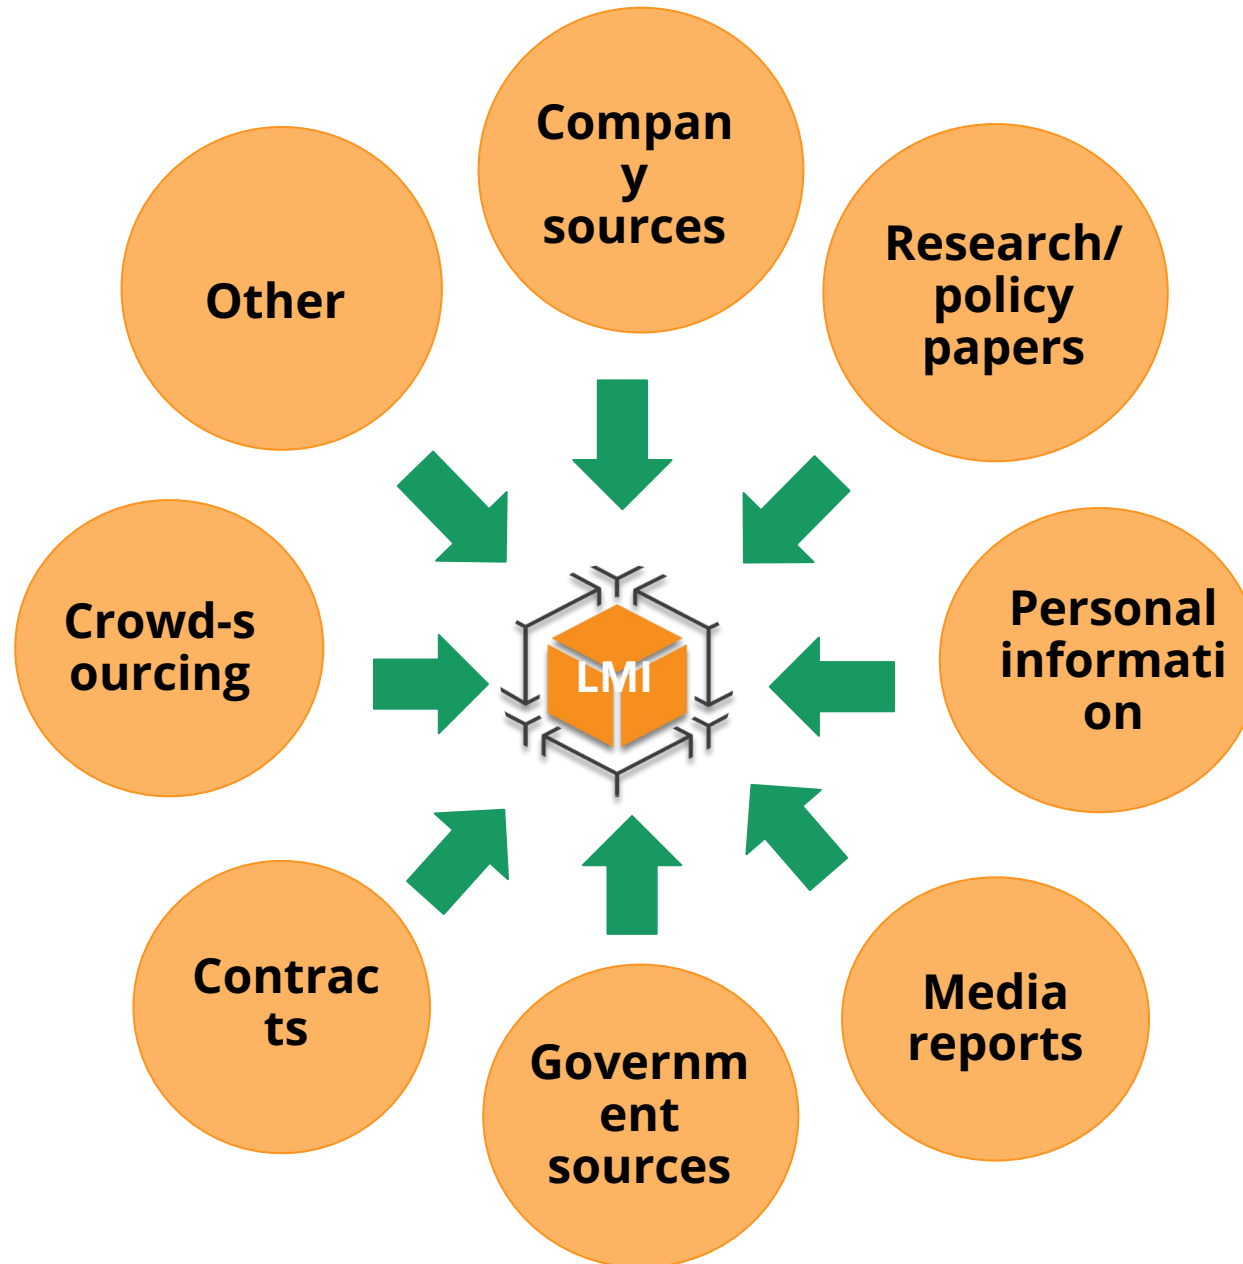 Compan
y
sources
Research/
policy
papers
Other
Personal
informati
on
Crowd-s
ourcing
LMI
Media
reports
Contrac
ts
Governm
ent
sources